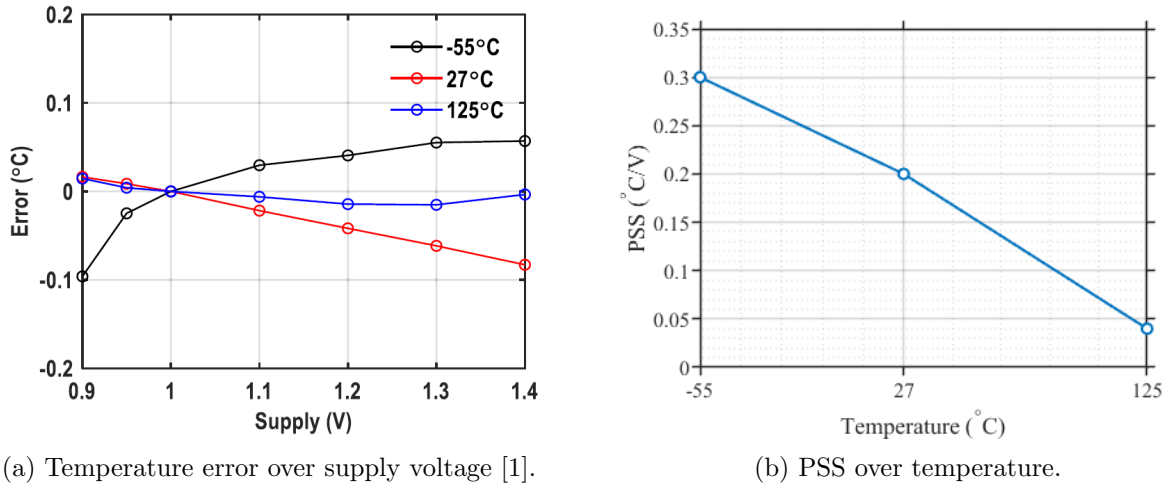 0.2
0.1
0
-0.1
-0.2
Error (°C)
-55°C
27°C
125°C
0.9 1 1.1 1.2 1.3 1.4
Supply (V)
(a) Temperature error over supply voltage [1].
0.35
0.3
0.25
0.2
0.15
0.1
0.05
0
PSS (°C/V)
-55 27 125
Temperature (°C)
(b) PSS over temperature.